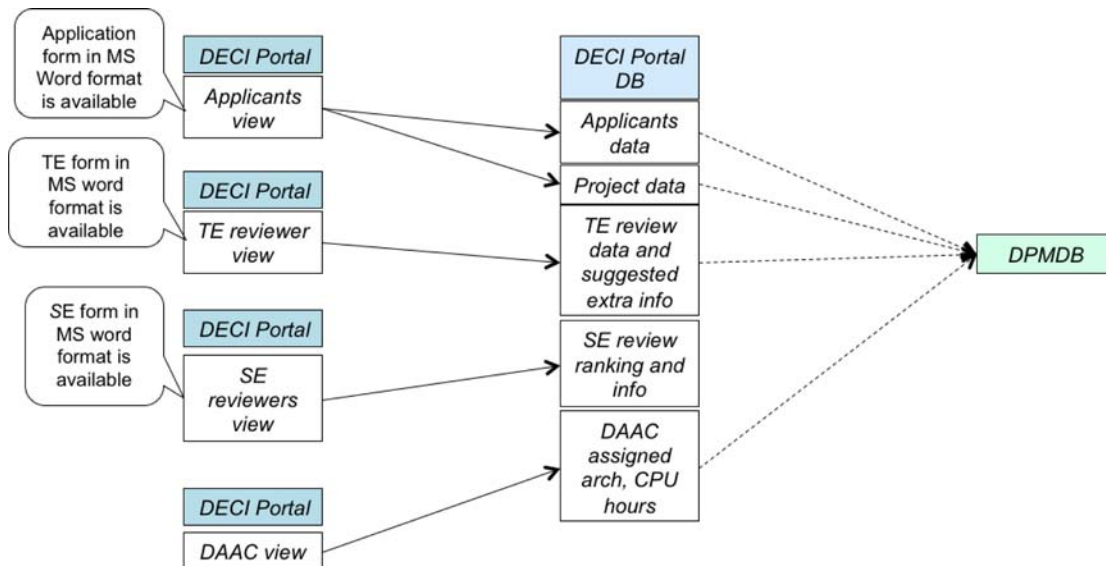 Application
form in MS
Word format
is available
DECI Portal
Applicants
view
TE form in
MS word
format is
available
DECI Portal
TE reviewer
view
SE form in
MS word
format is
available
DECI Portal
SE
reviewers
view
DECI Portal
DAAC view
DECI Portal
DB
Applicants
data
Project data
TE review
data and
suggested
extra info
SE review
ranking and
info
DAAC
assigned
arch, CPU
hours
DPMDB